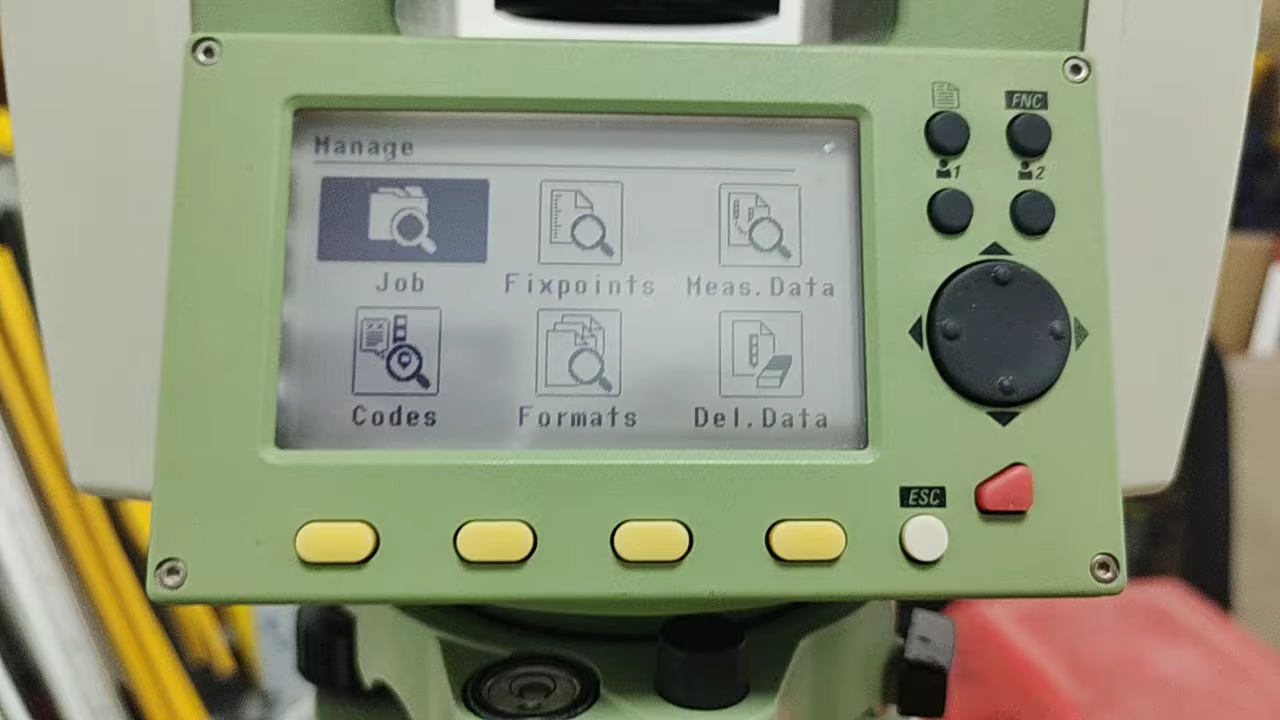 Manage
FNC
1
2
Job
Fixpoints
Meas.Data
Codes
Formats
Del.Data
ESC